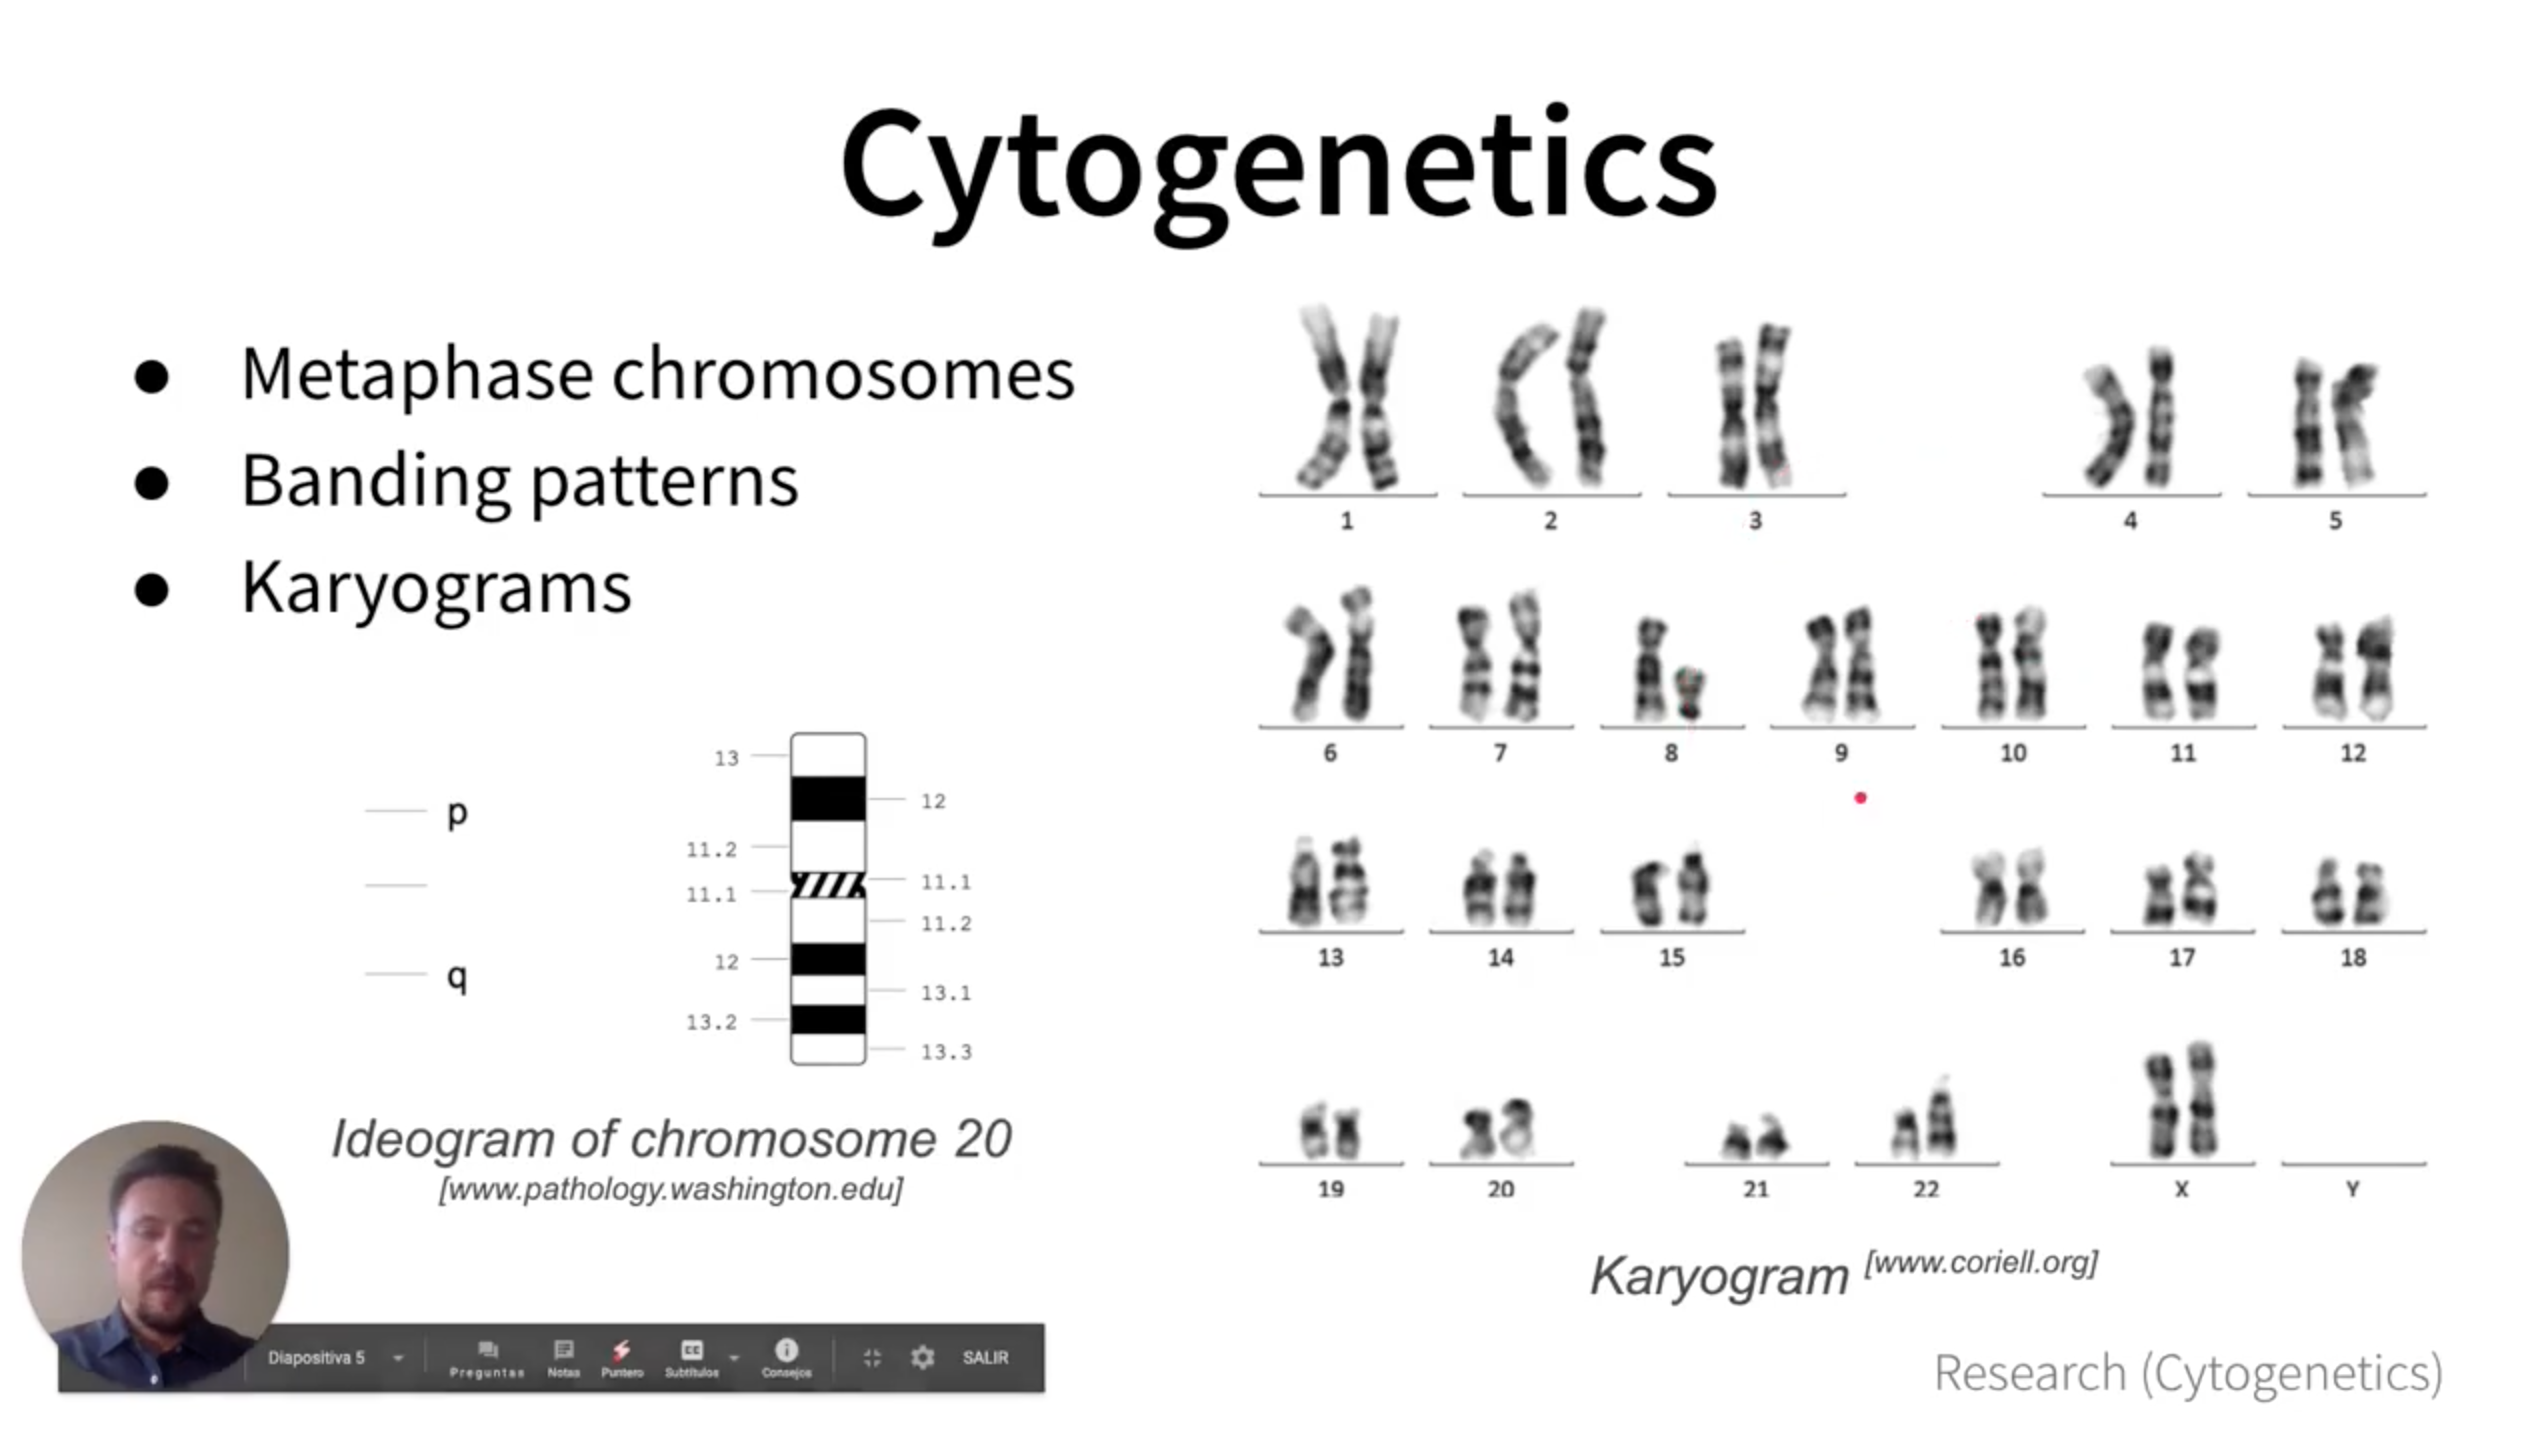 Cytogenetics
● Metaphase chromosomes
● Banding patterns
● Karyograms
p
q
13
12
11.2
11.1
11.1
11.2
12
13.1
13.2
13.3
Ideogram of chromosome 20
[www.pathology.washington.edu]
1 2 3 4 5
6 7 8 9 10 11 12
13 14 15 16 17 18
19 20 21 22 X Y
Karyogram [www.coriell.org]
Diapositiva 5
Preguntas Notas Puntero Subtítulos Consejos SALIR
Research (Cytogenetics)